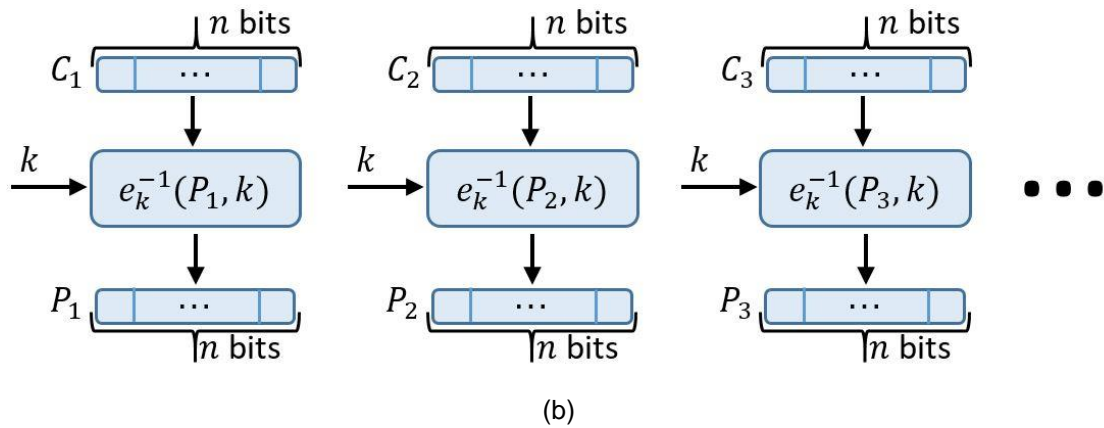 n bits n bits n bits
C₁ ... C₂ ... C₃ ...
k k k
e_k^{-1}(P₁, k) e_k^{-1}(P₂, k) e_k^{-1}(P₃, k) ...
P₁ ... P₂ ... P₃ ...
n bits n bits n bits
(b)